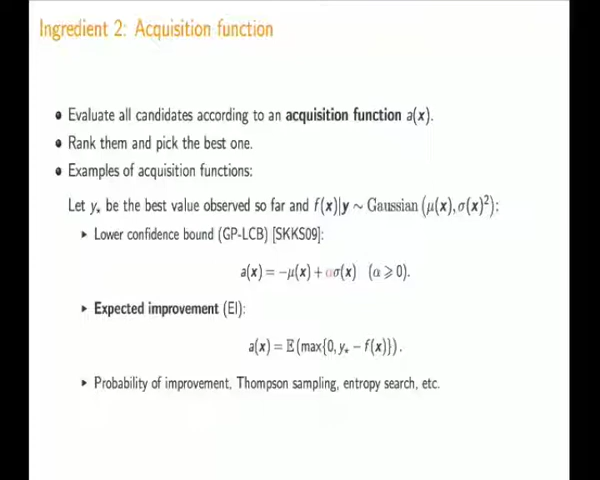 Ingredient 2: Acquisition function
• Evaluate all candidates according to an acquisition function a(x).
• Rank them and pick the best one.
• Examples of acquisition functions:
Let y⋆ be the best value observed so far and f(x)|y ∼ Gaussian (μ(x), σ(x)²):
▸ Lower confidence bound (GP-LCB) [SKKS09]:
a(x) = −μ(x) + ασ(x) (α ⩾ 0).
▸ Expected improvement (EI):
a(x) = 𝔼 (max{0, y⋆ − f(x)}) .
▸ Probability of improvement, Thompson sampling, entropy search, etc.